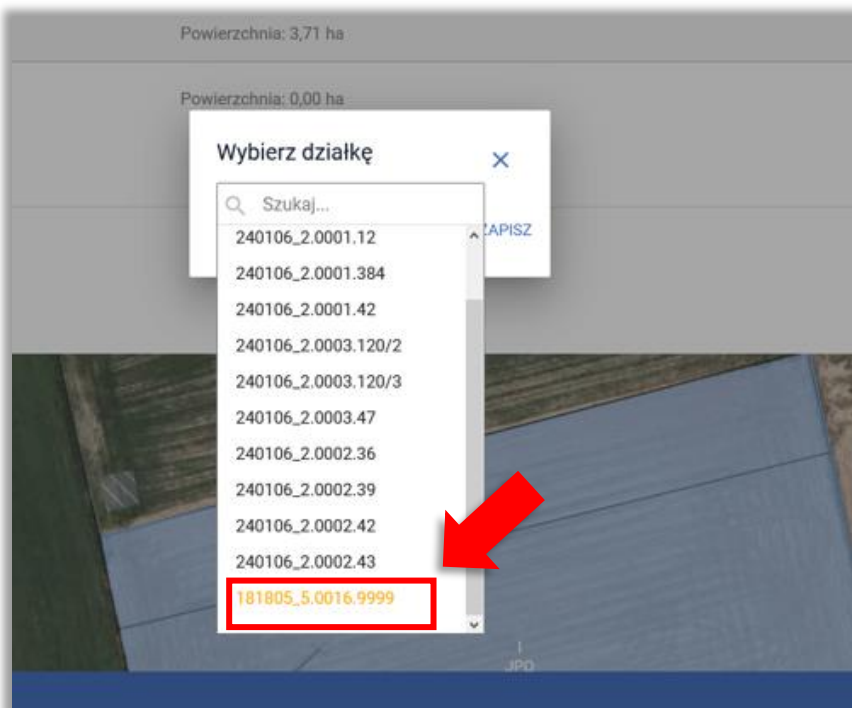 Powierzchnia: 3,71 ha
Powierzchnia: 0,00 ha
Wybierz działkę
Szukaj...
ZAPISZ
240106_2.0001.12
240106_2.0001.384
240106_2.0001.42
240106_2.0003.120/2
240106_2.0003.120/3
240106_2.0003.47
240106_2.0002.36
240106_2.0002.39
240106_2.0002.42
240106_2.0002.43
181805_5.0016.9999
JPO